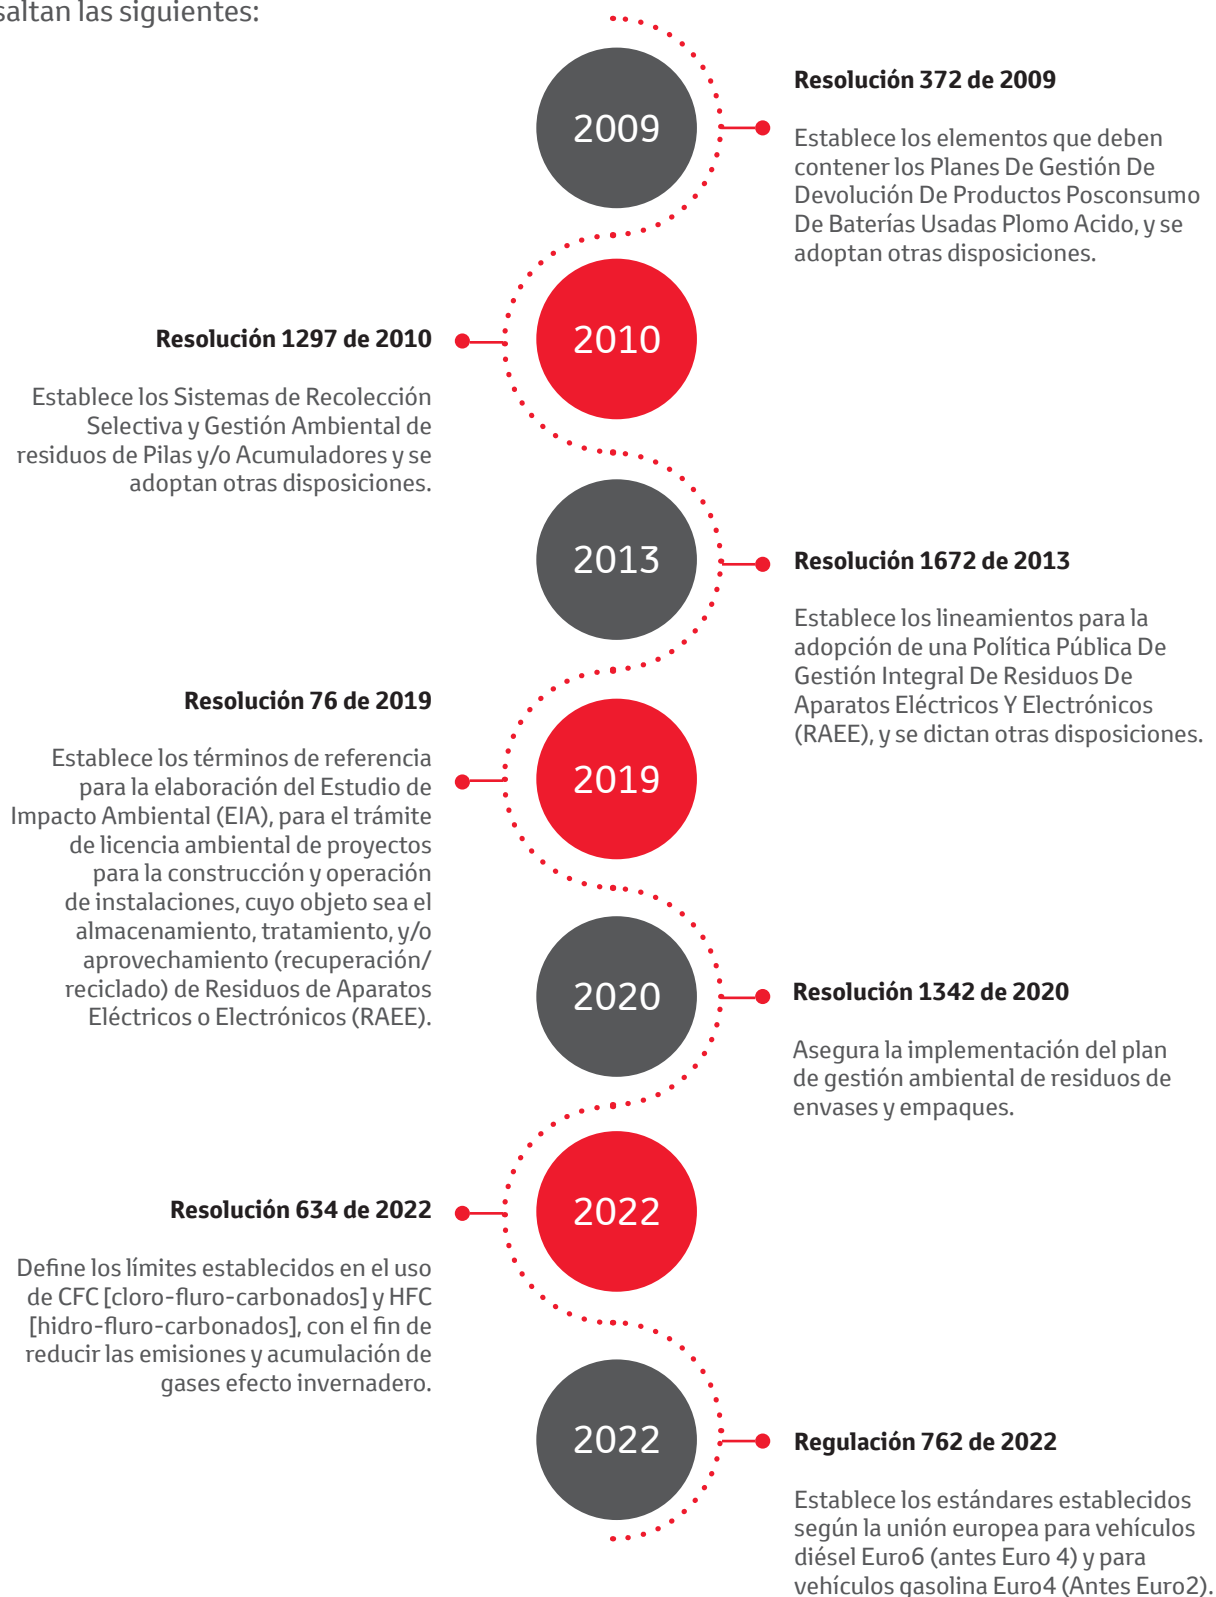 saltan las siguientes:
2009
Resolución 372 de 2009
Establece los elementos que deben
contener los Planes De Gestión De
Devolución De Productos Posconsumo
De Baterías Usadas Plomo Acido, y se
adoptan otras disposiciones.
2010
Resolución 1297 de 2010
Establece los Sistemas de Recolección
Selectiva y Gestión Ambiental de
residuos de Pilas y/o Acumuladores y se
adoptan otras disposiciones.
2013
Resolución 1672 de 2013
Establece los lineamientos para la
adopción de una Política Pública De
Gestión Integral De Residuos De
Aparatos Eléctricos Y Electrónicos
(RAEE), y se dictan otras disposiciones.
Resolución 76 de 2019
Establece los términos de referencia
para la elaboración del Estudio de
Impacto Ambiental (EIA), para el trámite
de licencia ambiental de proyectos
para la construcción y operación
de instalaciones, cuyo objeto sea el
almacenamiento, tratamiento, y/o
aprovechamiento (recuperación/
reciclado) de Residuos de Aparatos
Eléctricos o Electrónicos (RAEE).
2019
2020
Resolución 1342 de 2020
Asegura la implementación del plan
de gestión ambiental de residuos de
envases y empaques.
2022
Resolución 634 de 2022
Define los límites establecidos en el uso
de CFC [cloro-fluro-carbonados] y HFC
[hidro-fluro-carbonados], con el fin de
reducir las emisiones y acumulación de
gases efecto invernadero.
2022
Regulación 762 de 2022
Establece los estándares establecidos
según la unión europea para vehículos
diésel Euro6 (antes Euro 4) y para
vehículos gasolina Euro4 (Antes Euro2).